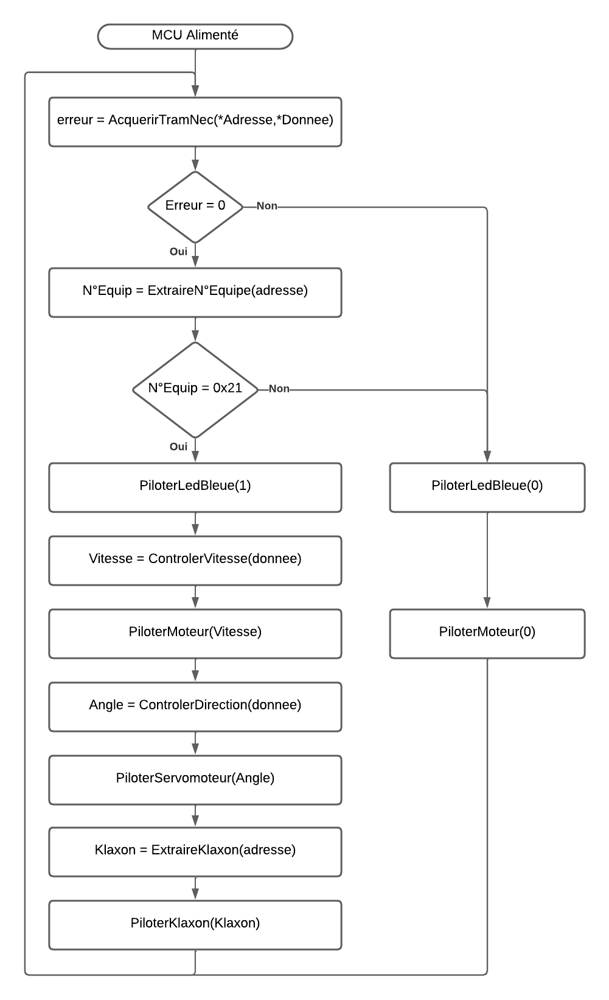 MCU Alimenté
erreur = AcquerirTramNec(*Adresse,*Donnee)
Erreur = 0
Non
Oui
N°Equip = ExtraireN°Equipe(adresse)
N°Equip = 0x21
Non
Oui
PiloterLedBleue(1)
PiloterLedBleue(0)
Vitesse = ControlerVitesse(donnee)
PiloterMoteur(Vitesse)
PiloterMoteur(0)
Angle = ControlerDirection(donnee)
PiloterServomoteur(Angle)
Klaxon = ExtraireKlaxon(adresse)
PiloterKlaxon(Klaxon)